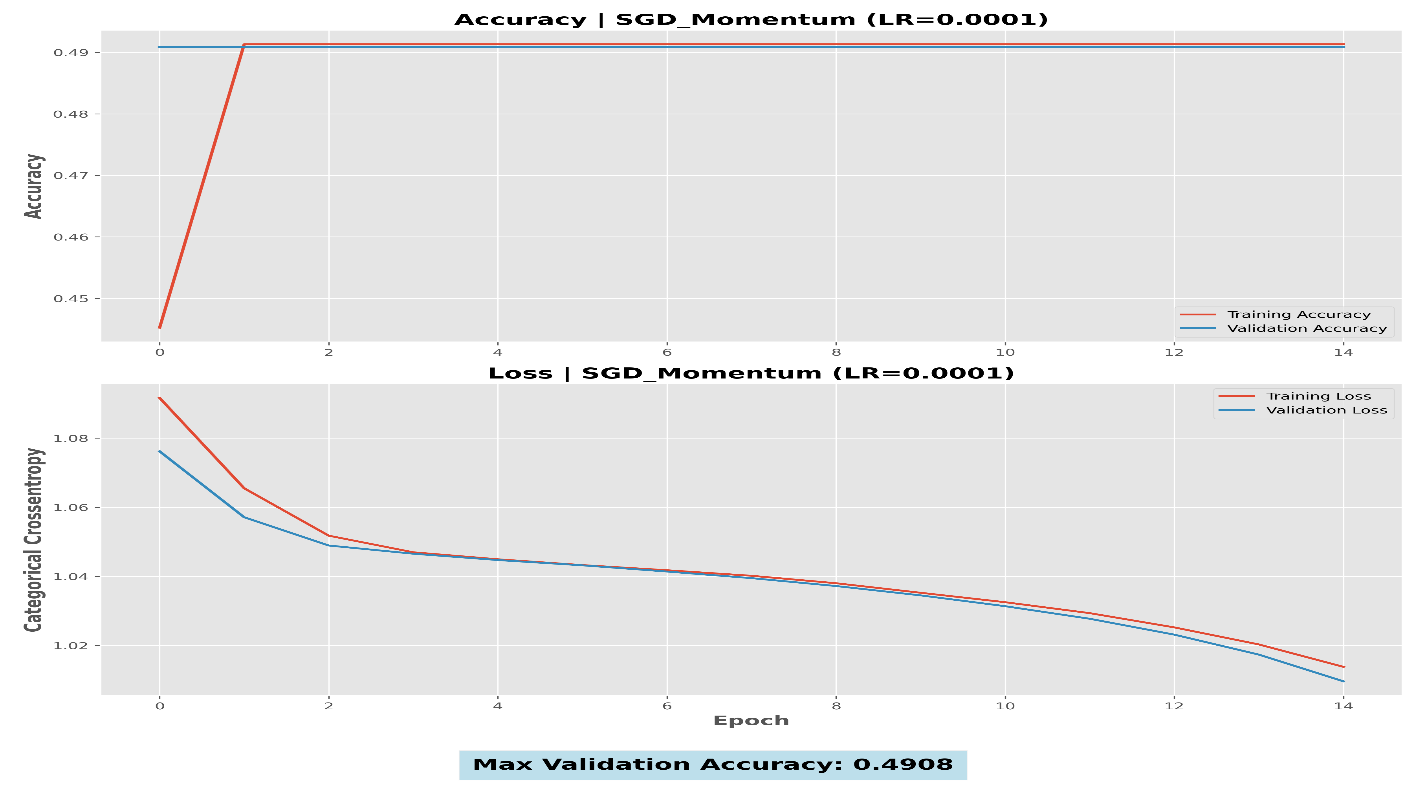 Accuracy | SGD_Momentum (LR=0.0001)
0.49
0.48
0.47
0.46
0.45
Accuracy
Training Accuracy
Validation Accuracy
0 2 4 6 8 10 12 14
Loss | SGD_Momentum (LR=0.0001)
Training Loss
Validation Loss
1.08
1.06
1.04
1.02
Categorical Crossentropy
0 2 4 6 8 10 12 14
Epoch
Max Validation Accuracy: 0.4908